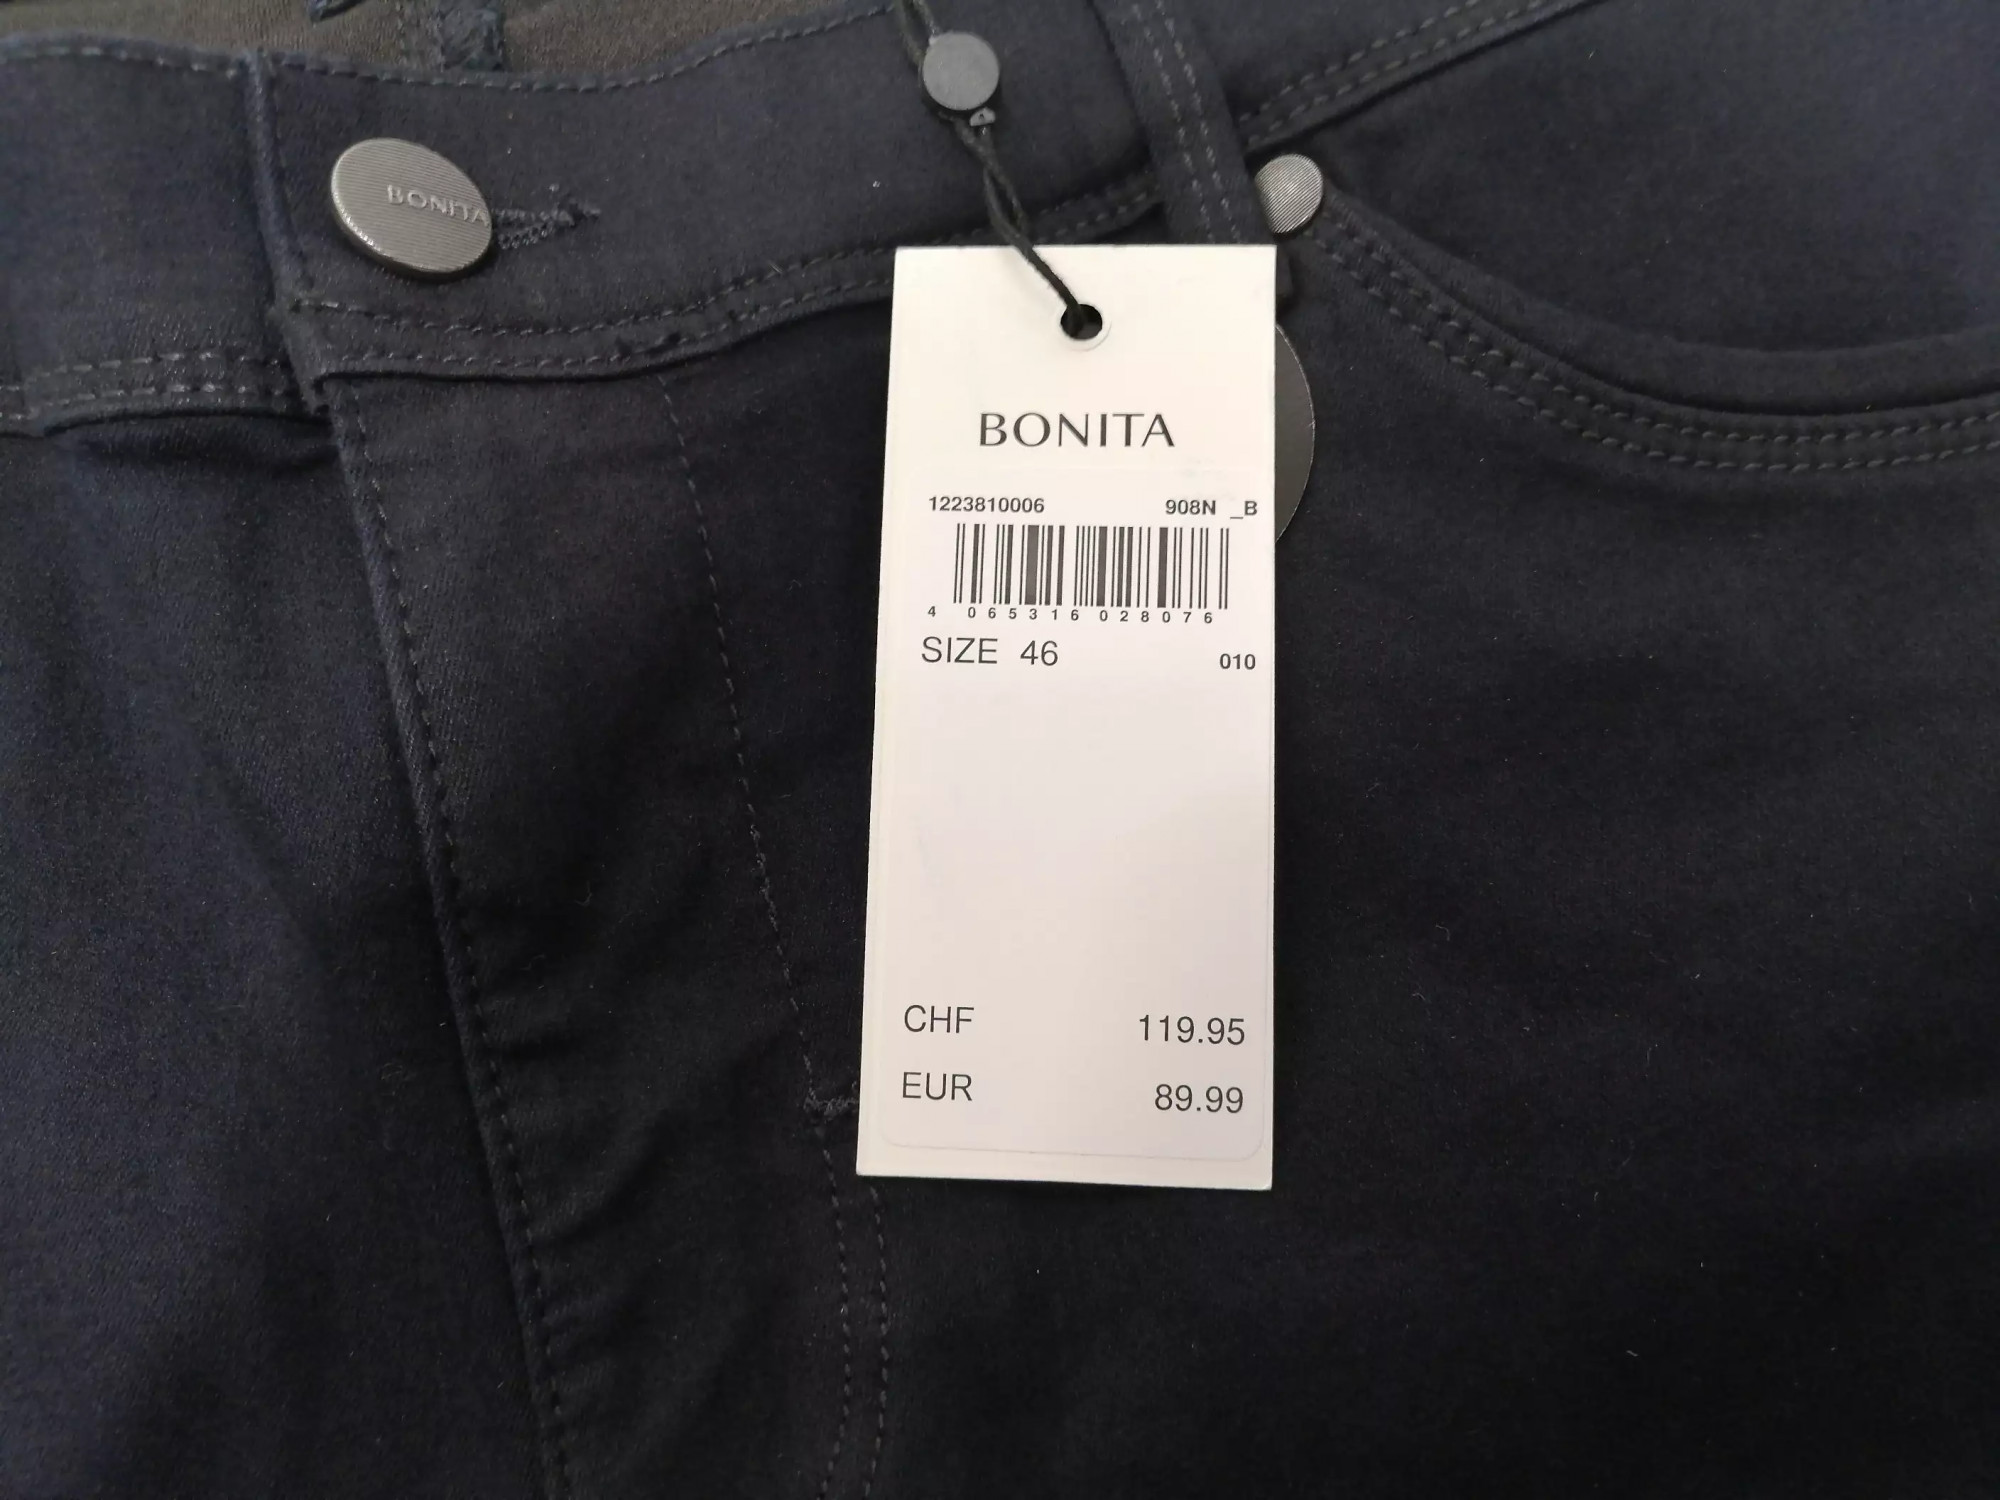 BONITA
BONITA
1223810006 908N _B
4 065316 028076
SIZE 46 010
CHF 119.95
EUR 89.99